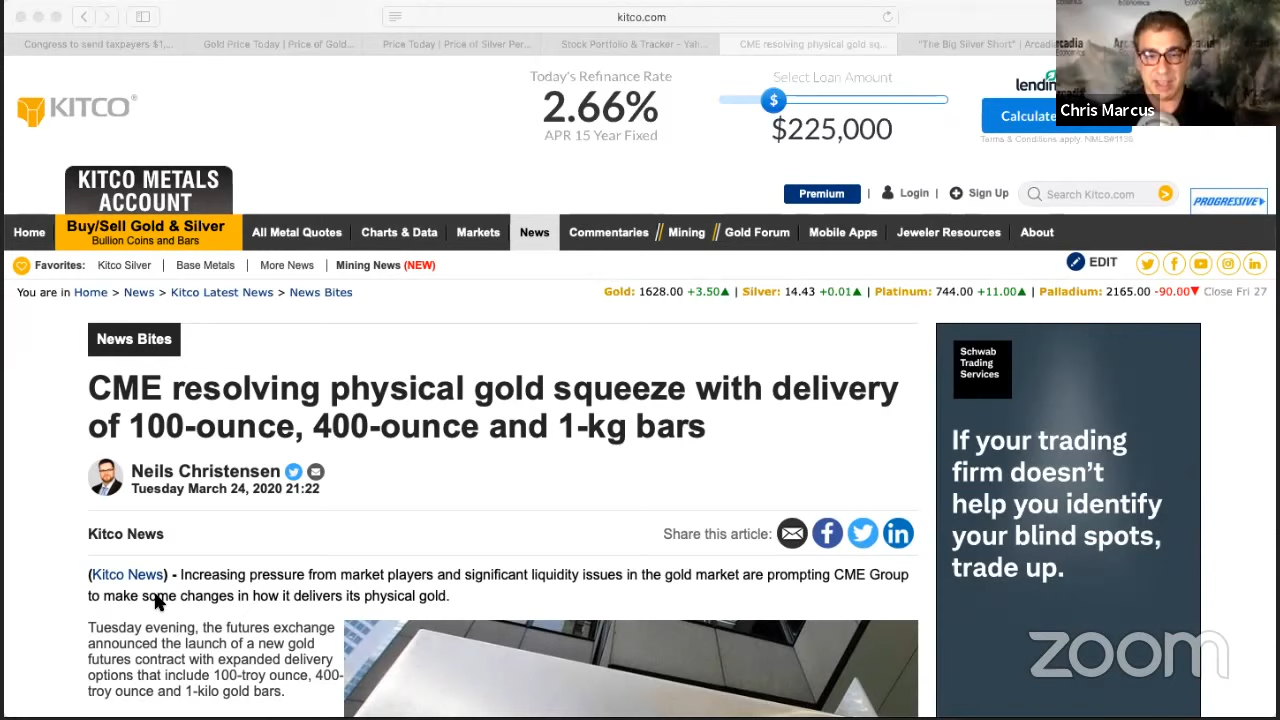 kitco.com
Congress to send taxpayers $1,...
Gold Price Today | Price of Gold...
Price Today | Price of Silver Per...
Stock Portfolio & Tracker – Yah...
CME resolving physical gold sq...
"The Big Silver Short" | Arcadi
Chris Marcus
KITCO®
Today's Refinance Rate
2.66%
APR 15 Year Fixed
Select Loan Amount
$
$225,000
lendin
Calculate
Terms & Conditions apply. NMLS#1136
KITCO METALS
ACCOUNT
Premium | Login | Sign Up
Search Kitco.com
PROGRESSIVE
Home
Buy/Sell Gold & Silver
Bullion Coins and Bars
All Metal Quotes
Charts & Data
Markets
News
Commentaries
Mining
Gold Forum
Mobile Apps
Jeweler Resources
About
Favorites: Kitco Silver | Base Metals | More News | Mining News (NEW)
EDIT
You are in Home > News > Kitco Latest News > News Bites
Gold: 1628.00 +3.50▲ | Silver: 14.43 +0.01▲ | Platinum: 744.00 +11.00▲ | Palladium: 2165.00 -90.00▼ Close Fri 27
News Bites
CME resolving physical gold squeeze with delivery
of 100-ounce, 400-ounce and 1-kg bars
Neils Christensen
Tuesday March 24, 2020 21:22
Kitco News
Share this article:
(Kitco News) - Increasing pressure from market players and significant liquidity issues in the gold market are prompting CME Group
to make some changes in how it delivers its physical gold.
Tuesday evening, the futures exchange
announced the launch of a new gold
futures contract with expanded delivery
options that include 100-troy ounce, 400-
troy ounce and 1-kilo gold bars.
Schwab
Trading
Services
If your trading
firm doesn't
help you identify
your blind spots,
trade up.
zoom